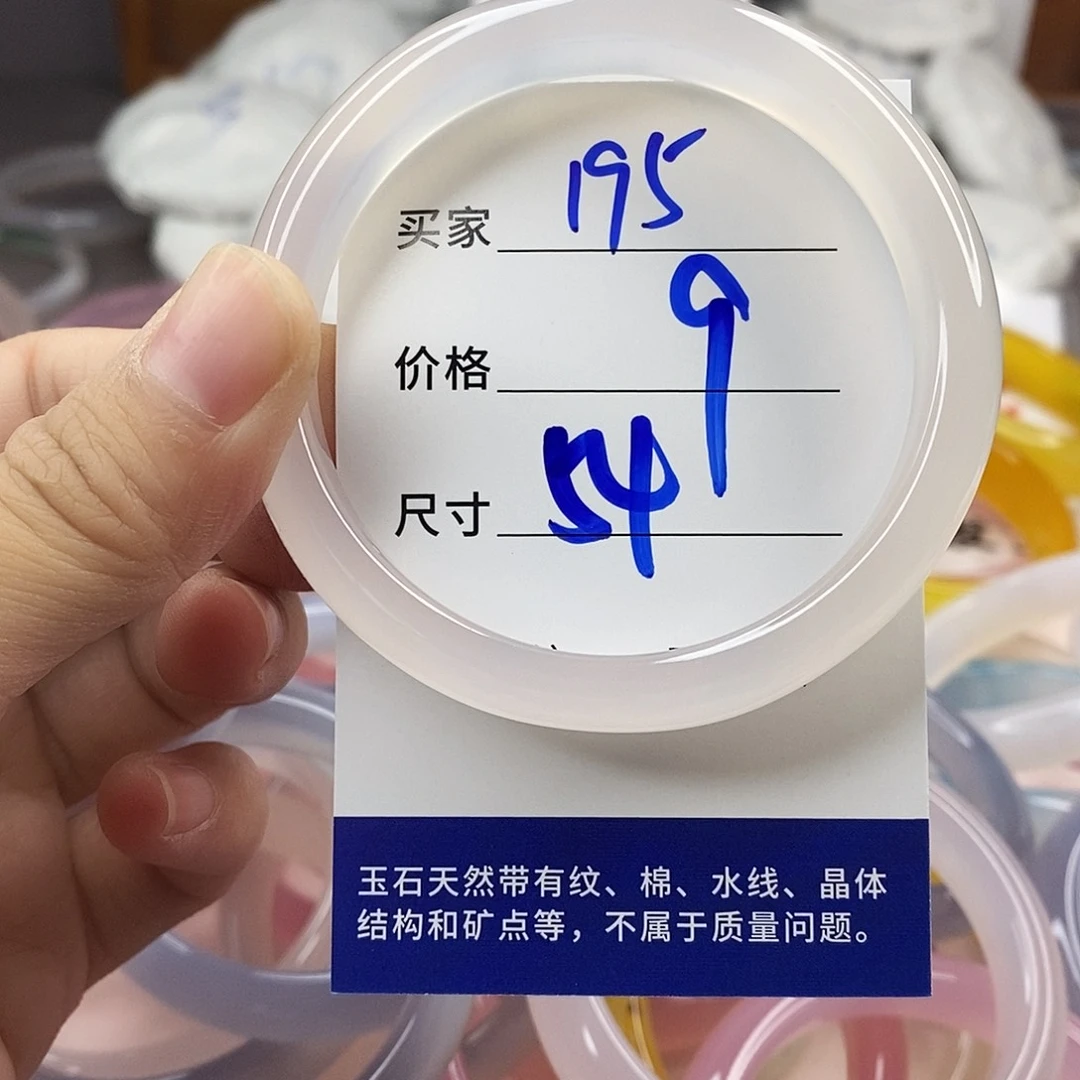 买家 195
价格 9
尺寸 54
玉石天然带有纹、棉、水线、晶体
结构和矿点等，不属于质量问题。